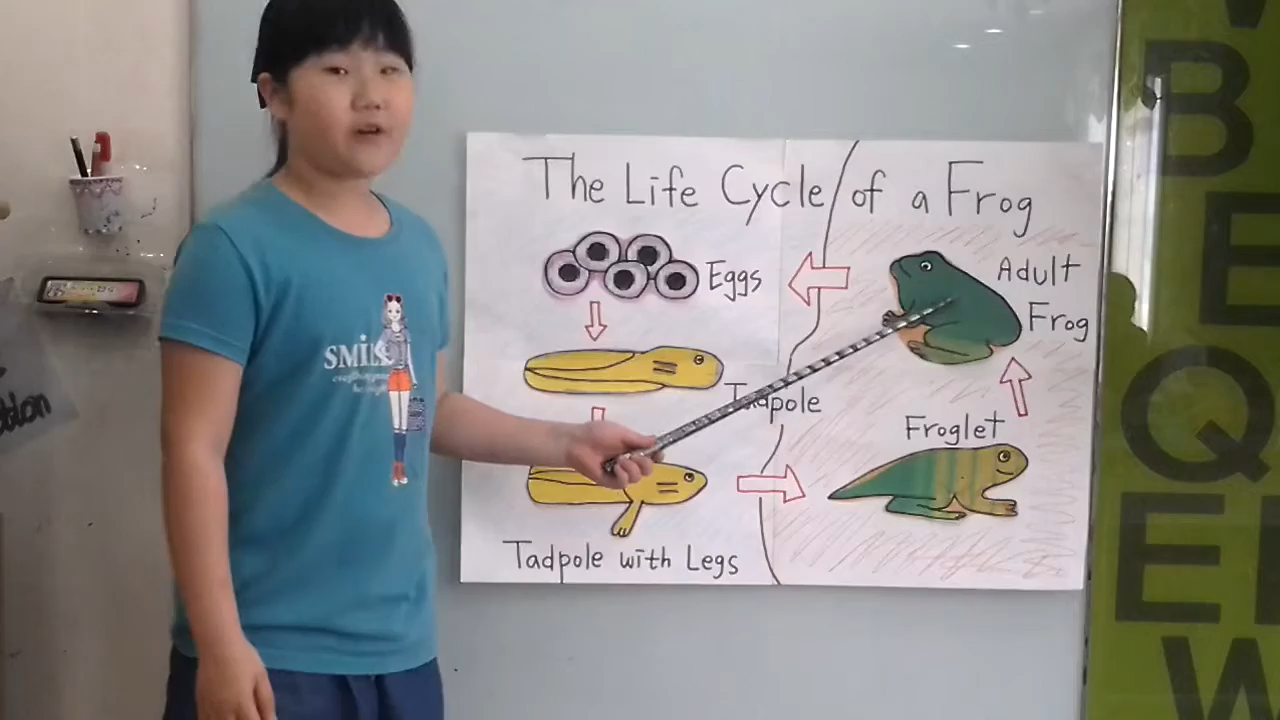 The Life Cycle of a Frog
Eggs
Adult
Frog
Tadpole
Froglet
Tadpole with Legs
SMILE
B
E
Q
E
W